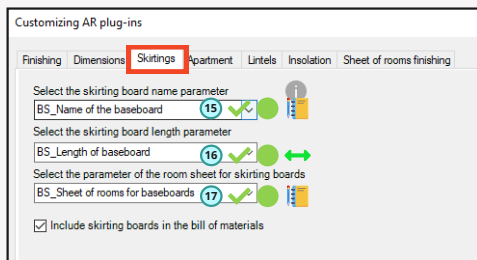 Customizing AR plug-ins
Finishing Dimensions Skirtings Apartment Lintels Insolation Sheet of rooms finishing
Select the skirting board name parameter
BS_Name of the baseboard 15
Select the skirting board length parameter
BS_Length of baseboard 16
Select the parameter of the room sheet for skirting boards
BS_Sheet of rooms for baseboards 17
Include skirting boards in the bill of materials